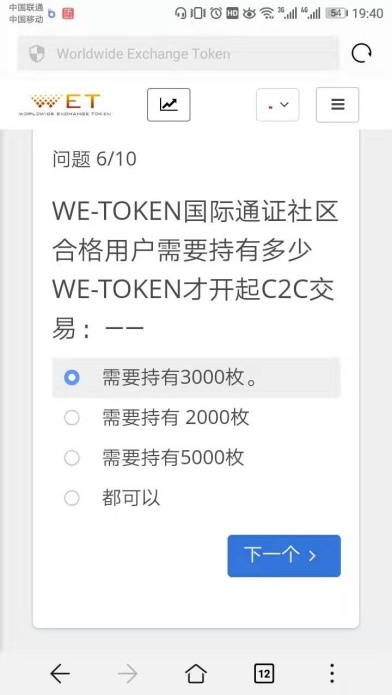 中国联通
中国移动
HD
3G
4G
54
19:40
Worldwide Exchange Token
WET
WORLDWIDE EXCHANGE TOKEN
问题 6/10
WE-TOKEN国际通证社区
合格用户需要持有多少
WE-TOKEN才开起C2C交
易：——
需要持有3000枚。
需要持有 2000枚
需要持有5000枚
都可以
下一个
12